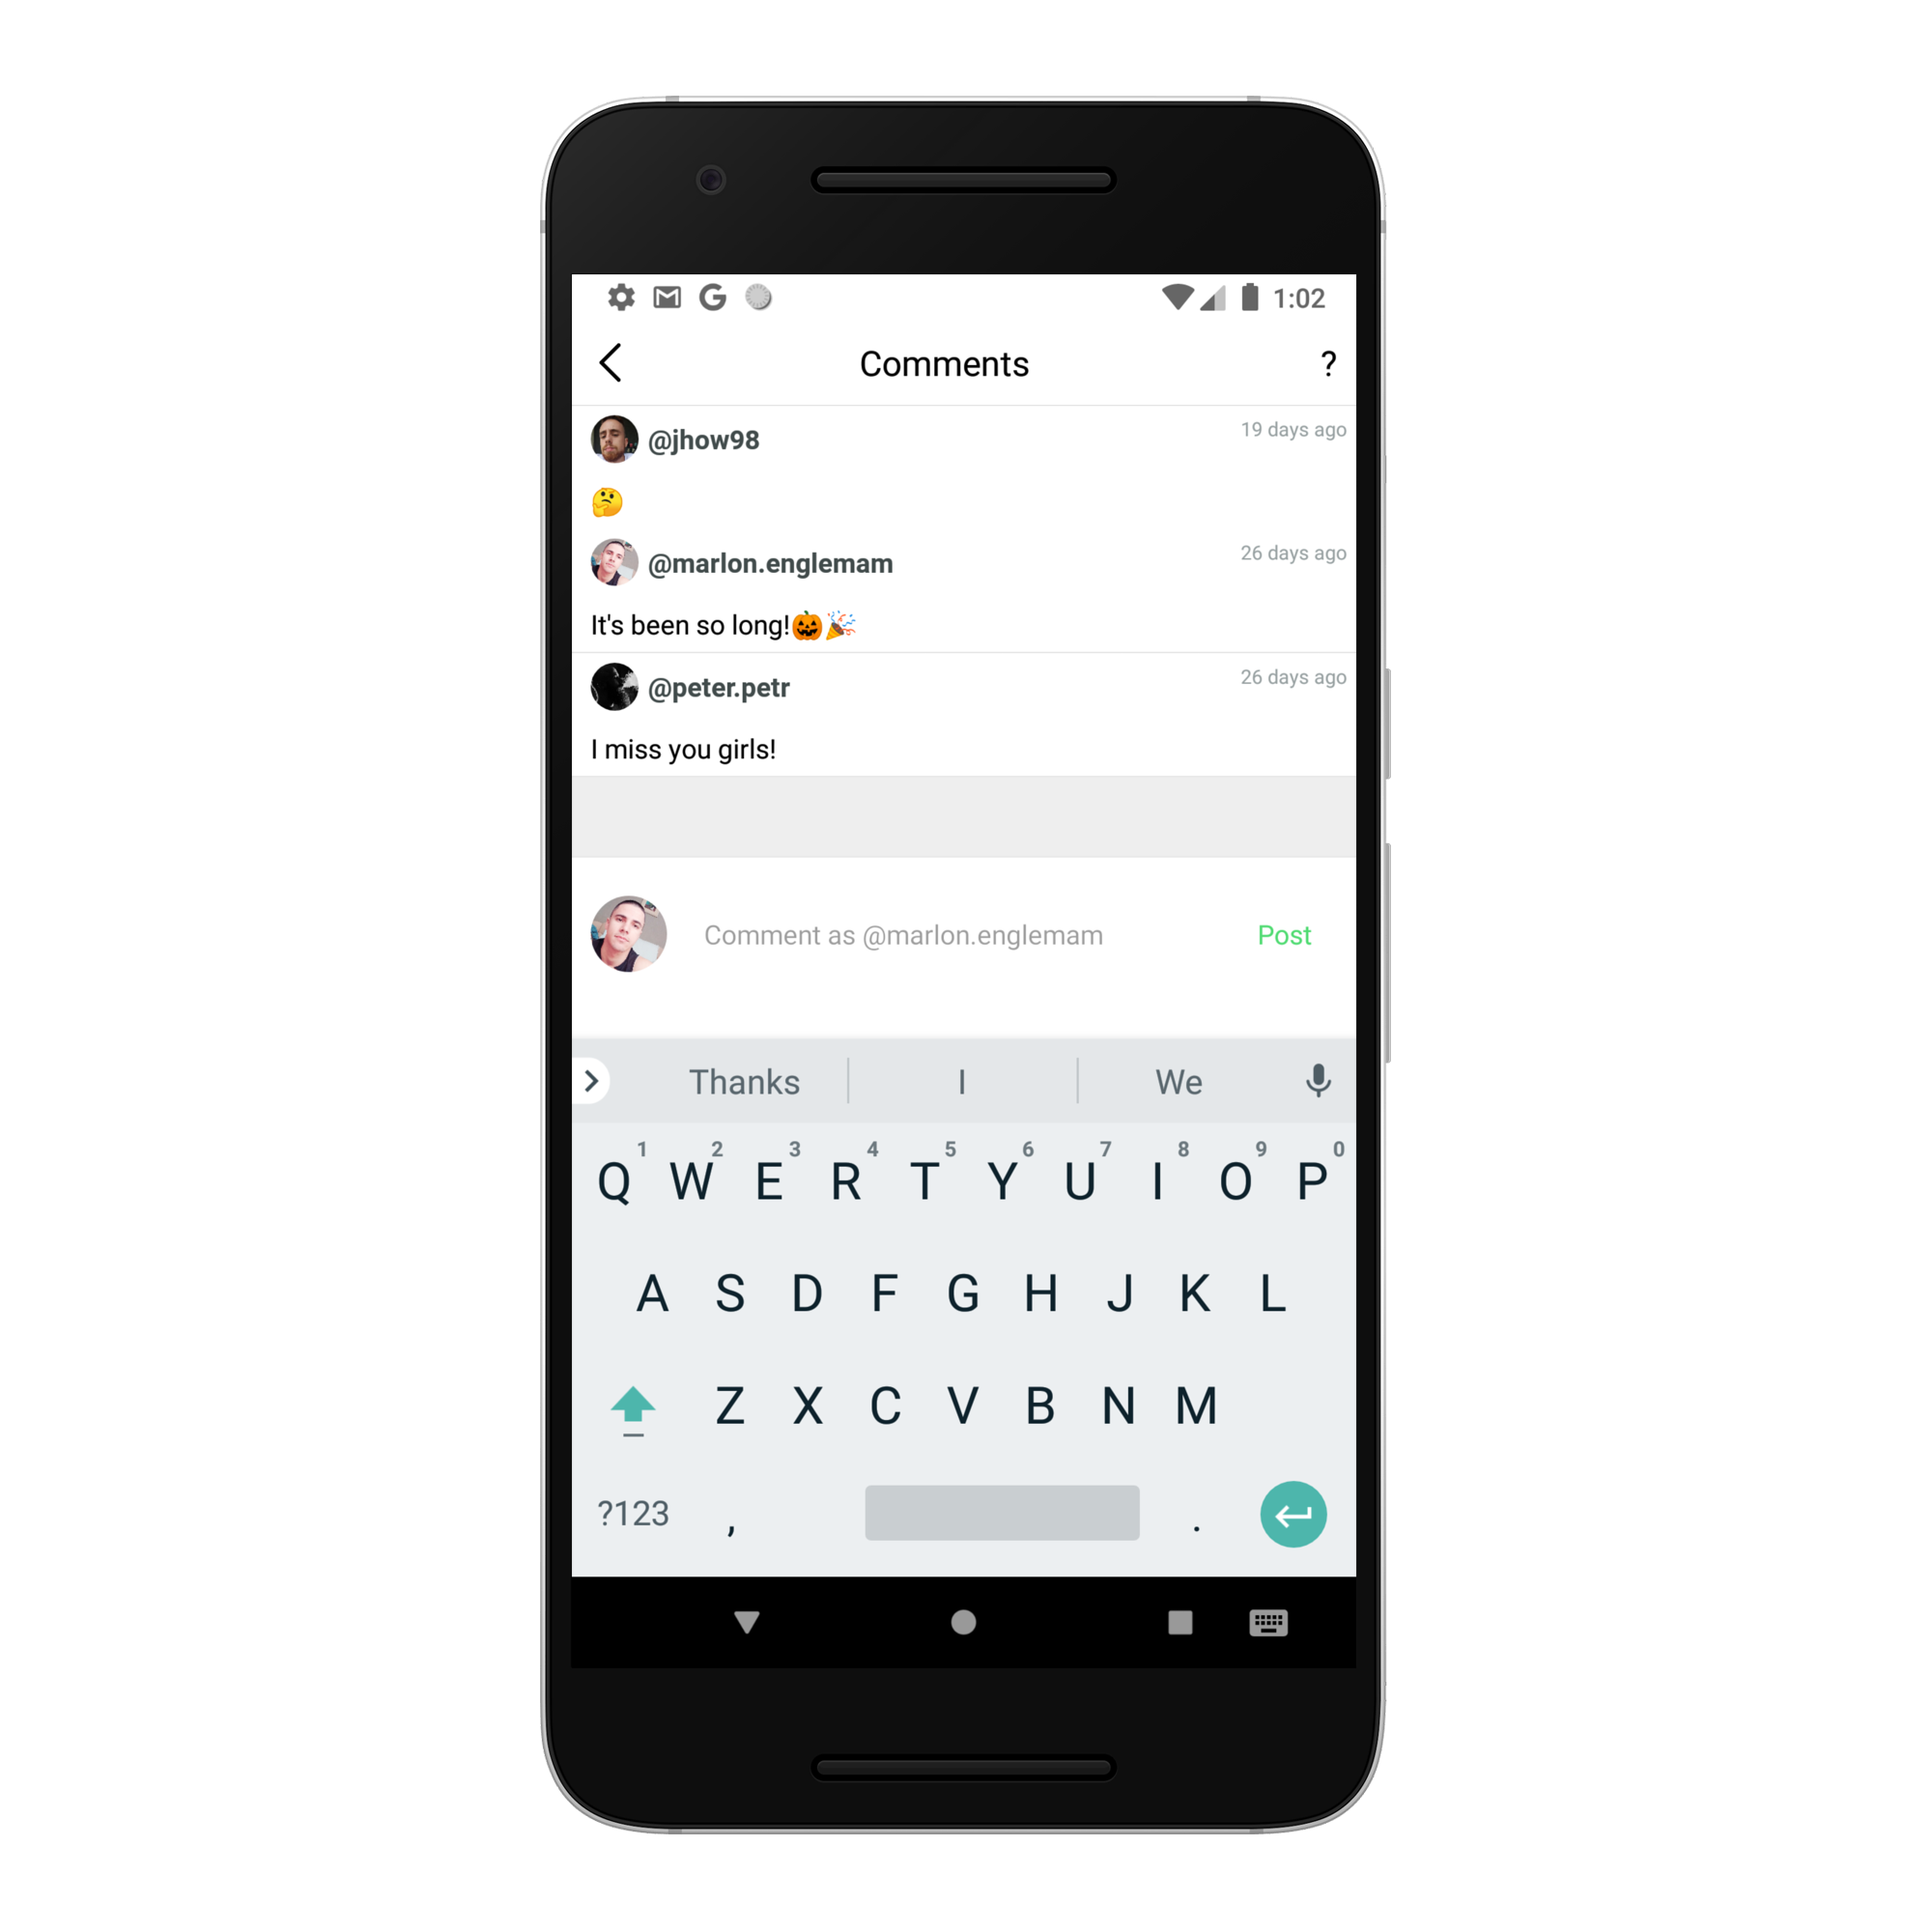 1:02
Comments ?
@jhow98 19 days ago
🤔
@marlon.englemam 26 days ago
It's been so long!🎃🎉
@peter.petr 26 days ago
I miss you girls!
Comment as @marlon.englemam Post
Thanks I We
1 2 3 4 5 6 7 8 9 0
Q W E R T Y U I O P
A S D F G H J K L
Z X C V B N M
?123 , .